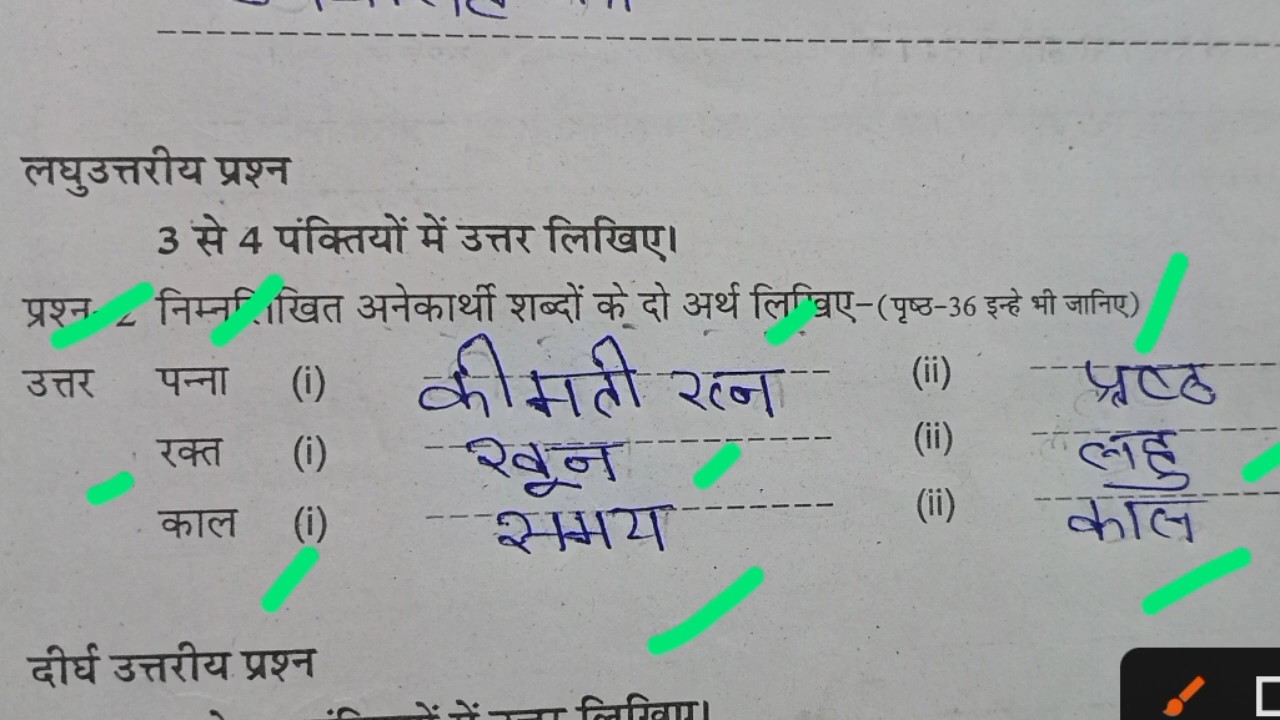 लघुउत्तरीय प्रश्न
3 से 4 पंक्तियों में उत्तर लिखिए।
प्रश्न-2 निम्नलिखित अनेकार्थी शब्दों के दो अर्थ लिखिए-(पृष्ठ-36 इन्हे भी जानिए)
उत्तर पन्ना (i) कीमती रत्न (ii) पृष्ठ
रक्त (i) खून (ii) लहु
काल (i) समय (ii) काल
दीर्घ उत्तरीय प्रश्न